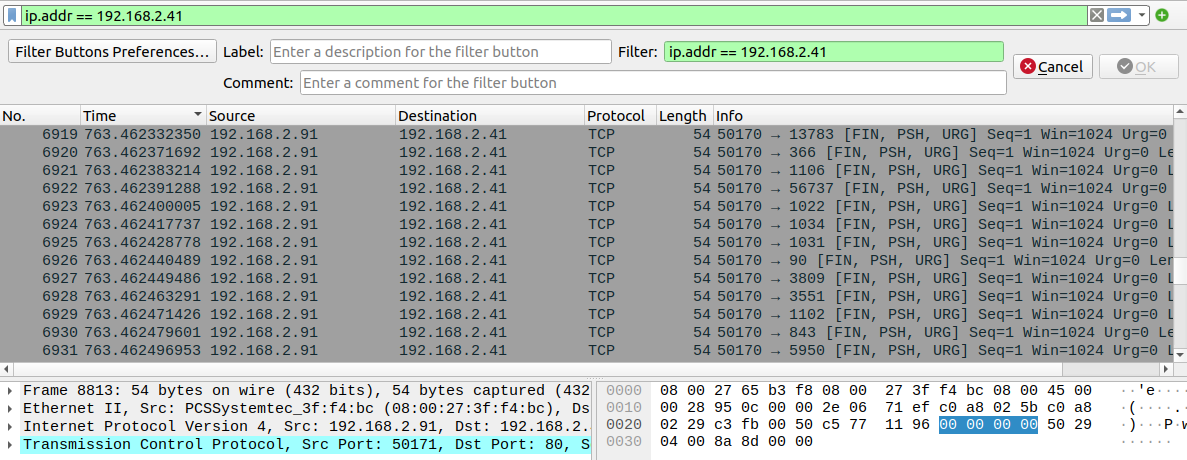 ip.addr == 192.168.2.41
Filter Buttons Preferences… Label: Enter a description for the filter button Filter: ip.addr == 192.168.2.41
Comment: Enter a comment for the filter button
Cancel OK
No. Time Source Destination Protocol Length Info
6919 763.462332350 192.168.2.91 192.168.2.41 TCP 54 50170 → 13783 [FIN, PSH, URG] Seq=1 Win=1024 Urg=0
6920 763.462371692 192.168.2.91 192.168.2.41 TCP 54 50170 → 366 [FIN, PSH, URG] Seq=1 Win=1024 Urg=0 Le
6921 763.462383214 192.168.2.91 192.168.2.41 TCP 54 50170 → 1106 [FIN, PSH, URG] Seq=1 Win=1024 Urg=0 L
6922 763.462391288 192.168.2.91 192.168.2.41 TCP 54 50170 → 56737 [FIN, PSH, URG] Seq=1 Win=1024 Urg=0
6923 763.462400005 192.168.2.91 192.168.2.41 TCP 54 50170 → 1022 [FIN, PSH, URG] Seq=1 Win=1024 Urg=0 L
6924 763.462417737 192.168.2.91 192.168.2.41 TCP 54 50170 → 1034 [FIN, PSH, URG] Seq=1 Win=1024 Urg=0 L
6925 763.462428778 192.168.2.91 192.168.2.41 TCP 54 50170 → 1031 [FIN, PSH, URG] Seq=1 Win=1024 Urg=0 L
6926 763.462440489 192.168.2.91 192.168.2.41 TCP 54 50170 → 90 [FIN, PSH, URG] Seq=1 Win=1024 Urg=0 Len
6927 763.462449486 192.168.2.91 192.168.2.41 TCP 54 50170 → 3809 [FIN, PSH, URG] Seq=1 Win=1024 Urg=0 L
6928 763.462463291 192.168.2.91 192.168.2.41 TCP 54 50170 → 3551 [FIN, PSH, URG] Seq=1 Win=1024 Urg=0 L
6929 763.462471426 192.168.2.91 192.168.2.41 TCP 54 50170 → 1102 [FIN, PSH, URG] Seq=1 Win=1024 Urg=0 L
6930 763.462479601 192.168.2.91 192.168.2.41 TCP 54 50170 → 843 [FIN, PSH, URG] Seq=1 Win=1024 Urg=0 Le
6931 763.462496953 192.168.2.91 192.168.2.41 TCP 54 50170 → 5950 [FIN, PSH, URG] Seq=1 Win=1024 Urg=0 L
Frame 8813: 54 bytes on wire (432 bits), 54 bytes captured (432
Ethernet II, Src: PCSSystemtec_3f:f4:bc (08:00:27:3f:f4:bc), Ds
Internet Protocol Version 4, Src: 192.168.2.91, Dst: 192.168.2.
Transmission Control Protocol, Src Port: 50171, Dst Port: 80, S
0000 08 00 27 65 b3 f8 08 00 27 3f f4 bc 08 00 45 00 ··'e····
0010 00 28 95 0c 00 00 2e 06 71 ef c0 a8 02 5b c0 a8 ·(····.·
0020 02 29 c3 fb 00 50 c5 77 11 96 00 00 00 00 50 29 ·)···P·w
0030 04 00 8a 8d 00 00 ······